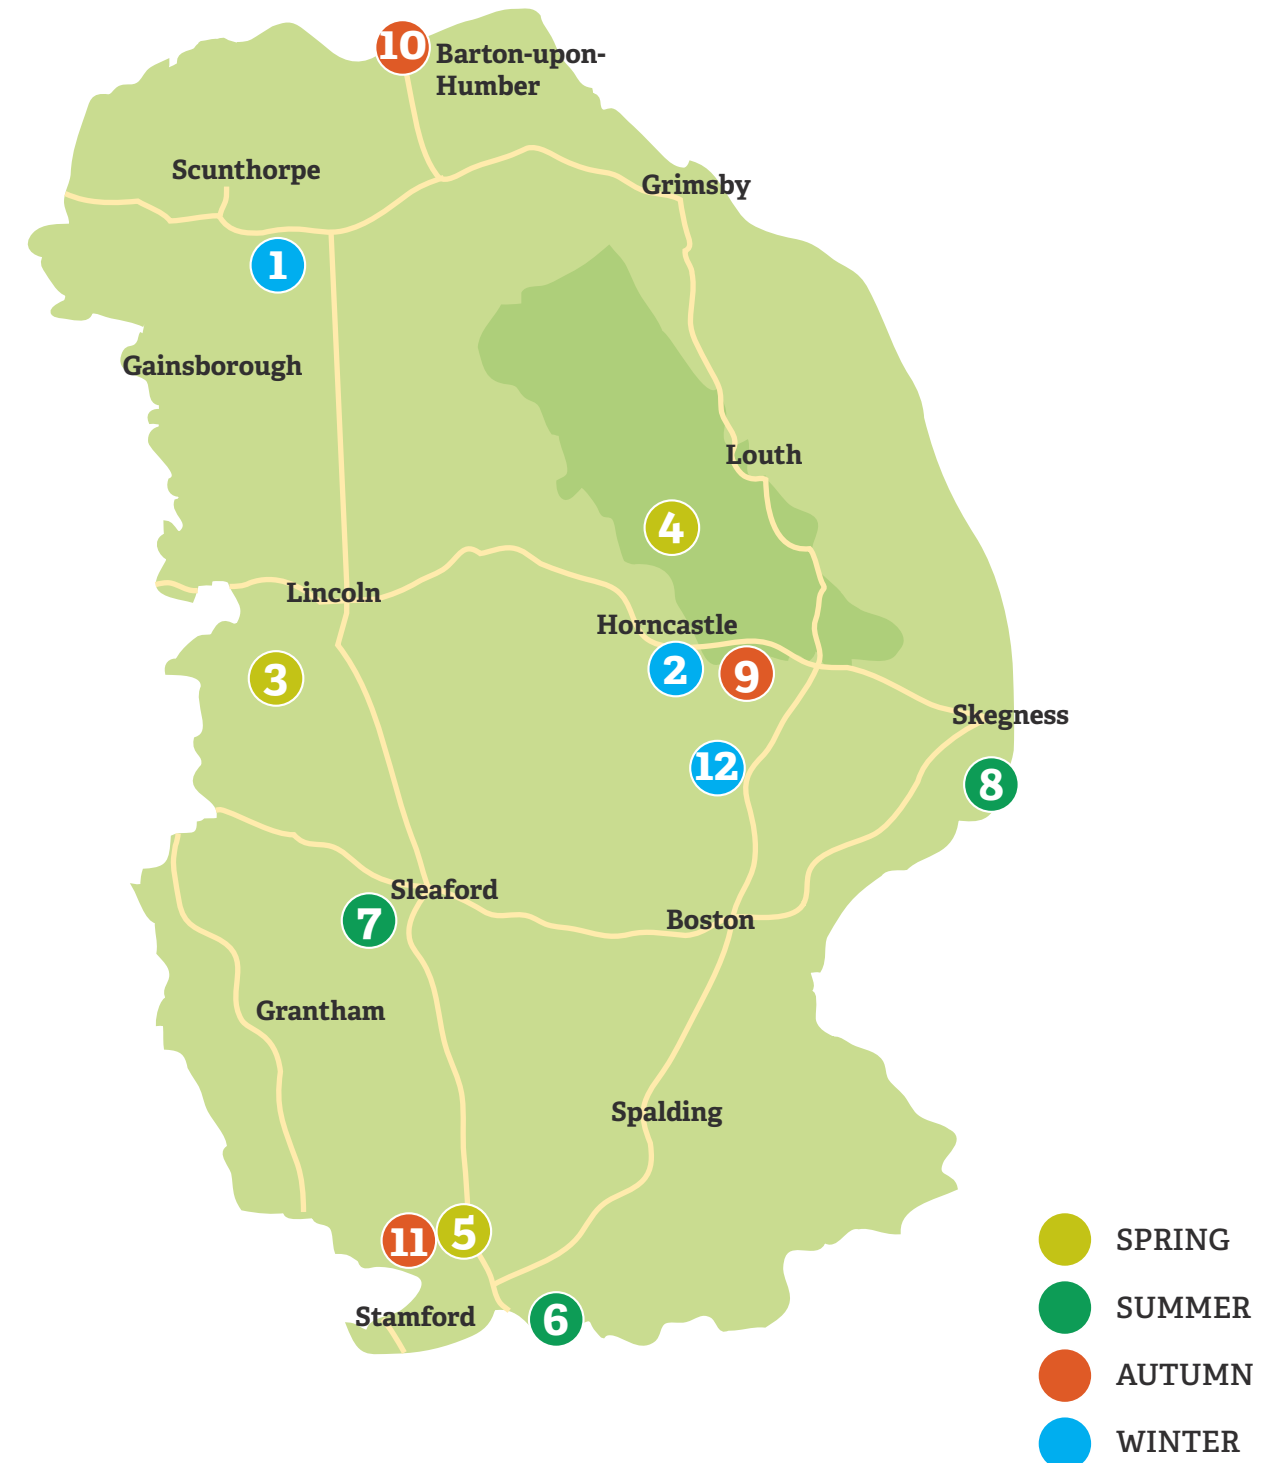 10
Barton-upon-
Humber
Scunthorpe
Grimsby
1
Gainsborough
Louth
4
Lincoln
Horncastle
3
2
9
Skegness
12
8
Sleaford
7
Boston
Grantham
Spalding
11
5
SPRING
Stamford
6
SUMMER
AUTUMN
WINTER